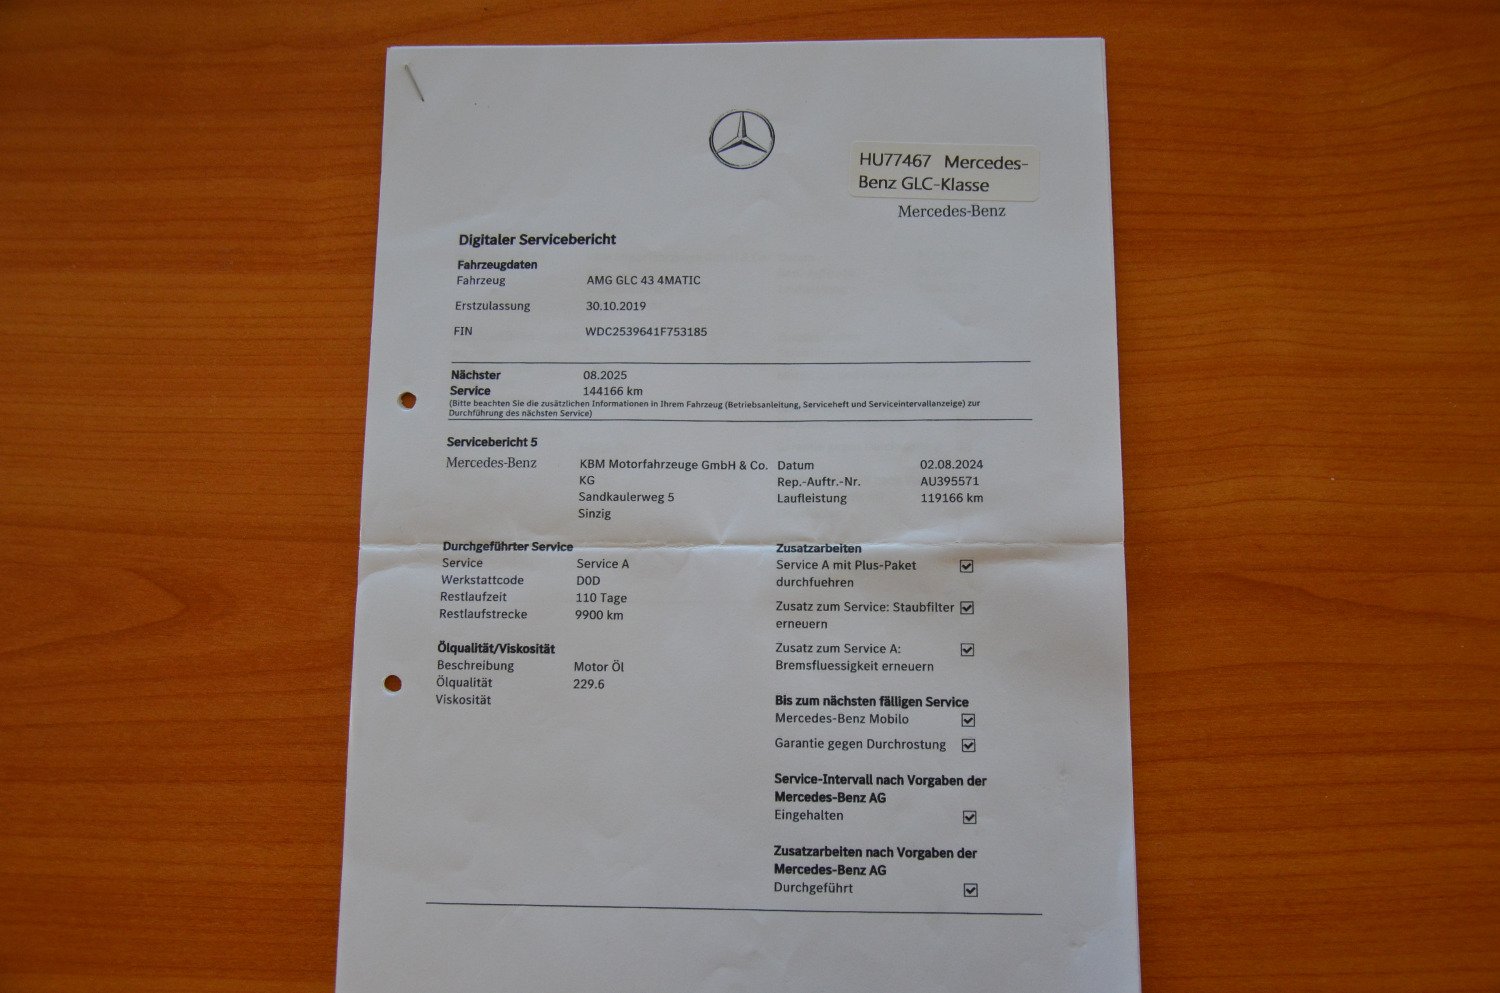 HU77467 Mercedes-
Benz GLC-Klasse
Mercedes-Benz
Digitaler Servicebericht
Fahrzeugdaten
Fahrzeug AMG GLC 43 4MATIC
Erstzulassung 30.10.2019
FIN WDC2539641F753185
Nächster 08.2025
Service 144166 km
(Bitte beachten Sie die zusätzlichen Informationen in Ihrem Fahrzeug (Betriebsanleitung, Serviceheft und Serviceintervallanzeige) zur
Durchführung des nächsten Service)
Servicebericht 5
Mercedes-Benz KBM Motorfahrzeuge GmbH & Co. Datum 02.08.2024
KG Rep.-Auftr.-Nr. AU395571
Sandkaulerweg 5 Laufleistung 119166 km
Sinzig
Durchgeführter Service
Service Service A
Werkstattcode D0D
Restlaufzeit 110 Tage
Restlaufstrecke 9900 km
Ölqualität/Viskosität
Beschreibung Motor Öl
Ölqualität 229.6
Viskosität
Zusatzarbeiten
Service A mit Plus-Paket
durchfuehren
Zusatz zum Service: Staubfilter
erneuern
Zusatz zum Service A:
Bremsfluessigkeit erneuern
Bis zum nächsten fälligen Service
Mercedes-Benz Mobilo
Garantie gegen Durchrostung
Service-Intervall nach Vorgaben der
Mercedes-Benz AG
Eingehalten
Zusatzarbeiten nach Vorgaben der
Mercedes-Benz AG
Durchgeführt